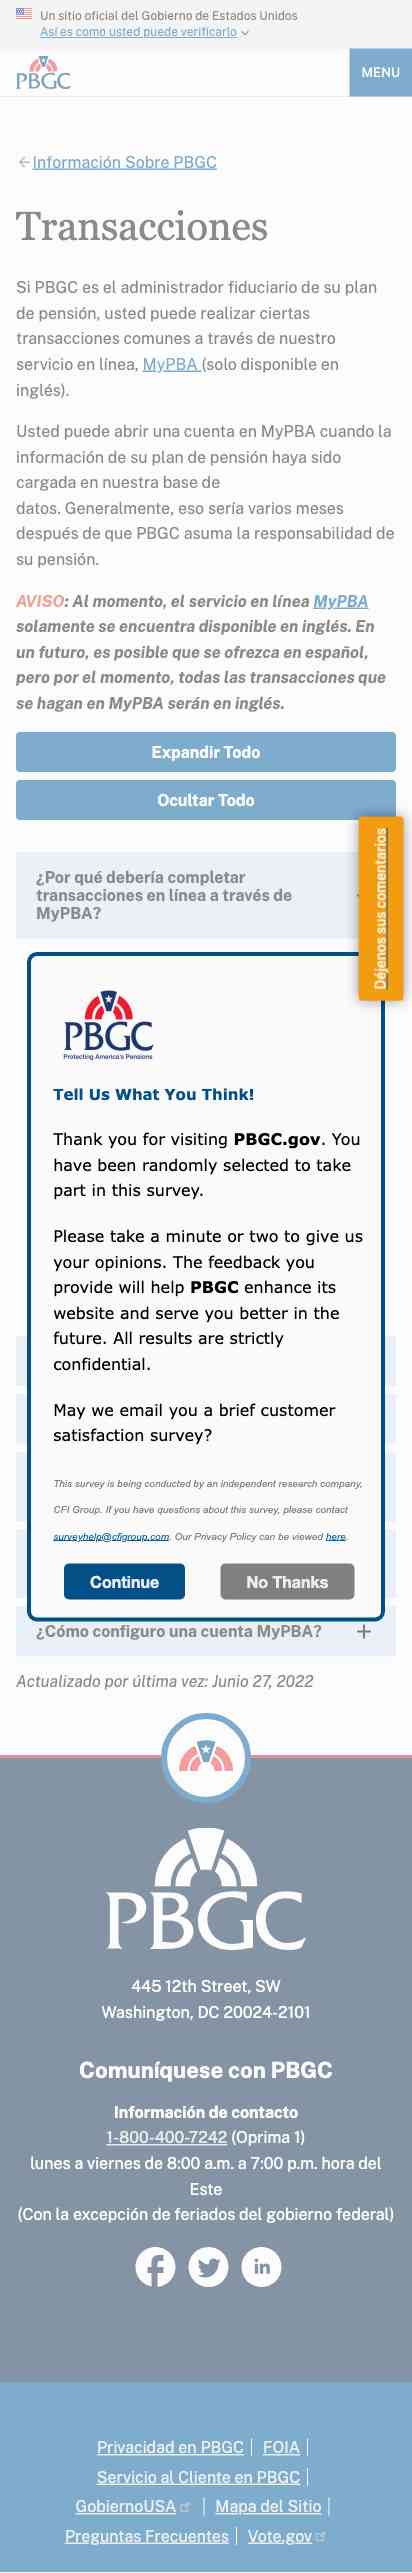 Un sitio oficial del Gobierno de Estados Unidos
Así es como usted puede verificarlo
PBGC
MENU
Información Sobre PBGC
Transacciones
Si PBGC es el administrador fiduciario de su plan
de pensión, usted puede realizar ciertas
transacciones comunes a través de nuestro
servicio en línea, MyPBA (solo disponible en
inglés).
Usted puede abrir una cuenta en MyPBA cuando la
información de su plan de pensión haya sido
cargada en nuestra base de
datos. Generalmente, eso sería varios meses
después de que PBGC asuma la responsabilidad de
su pensión.
AVISO: Al momento, el servicio en línea MyPBA
solamente se encuentra disponible en inglés. En
un futuro, es posible que se ofrezca en español,
pero por el momento, todas las transacciones que
se hagan en MyPBA serán en inglés.
Expandir Todo
Ocultar Todo
Déjenos sus comentarios
¿Por qué debería completar
transacciones en línea a través de
MyPBA?
PBGC
Protecting America's Pensions
Tell Us What You Think!
Thank you for visiting PBGC.gov. You
have been randomly selected to take
part in this survey.
Please take a minute or two to give us
your opinions. The feedback you
provide will help PBGC enhance its
website and serve you better in the
future. All results are strictly
confidential.
May we email you a brief customer
satisfaction survey?
This survey is being conducted by an independent research company,
CFI Group. If you have questions about this survey, please contact
surveyhelp@cfigroup.com. Our Privacy Policy can be viewed here.
Continue
No Thanks
¿Cómo configuro una cuenta MyPBA?
Actualizado por última vez: Junio 27, 2022
PBGC
445 12th Street, SW
Washington, DC 20024-2101
Comuníquese con PBGC
Información de contacto
1-800-400-7242 (Oprima 1)
lunes a viernes de 8:00 a.m. a 7:00 p.m. hora del
Este
(Con la excepción de feriados del gobierno federal)
Privacidad en PBGC
FOIA
Servicio al Cliente en PBGC
GobiernoUSA
Mapa del Sitio
Preguntas Frecuentes
Vote.gov